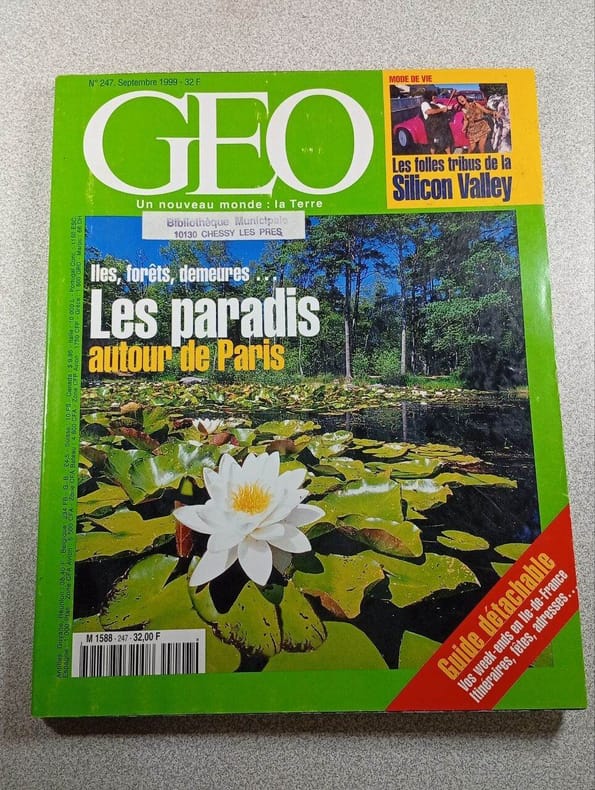 N° 247. Septembre 1999 - 32 F
GEO
Un nouveau monde : la Terre
MODE DE VIE
Les folles tribus de la
Silicon Valley
Bibliothèque Municipale
10130 CHESSY LES PRES
Iles, forêts, demeures ...
Les paradis
autour de Paris
Guide détachable
Vos week-ends en Ile-de-France
Itinéraires, fêtes, adresses...
M 1588 - 247 - 32,00 F